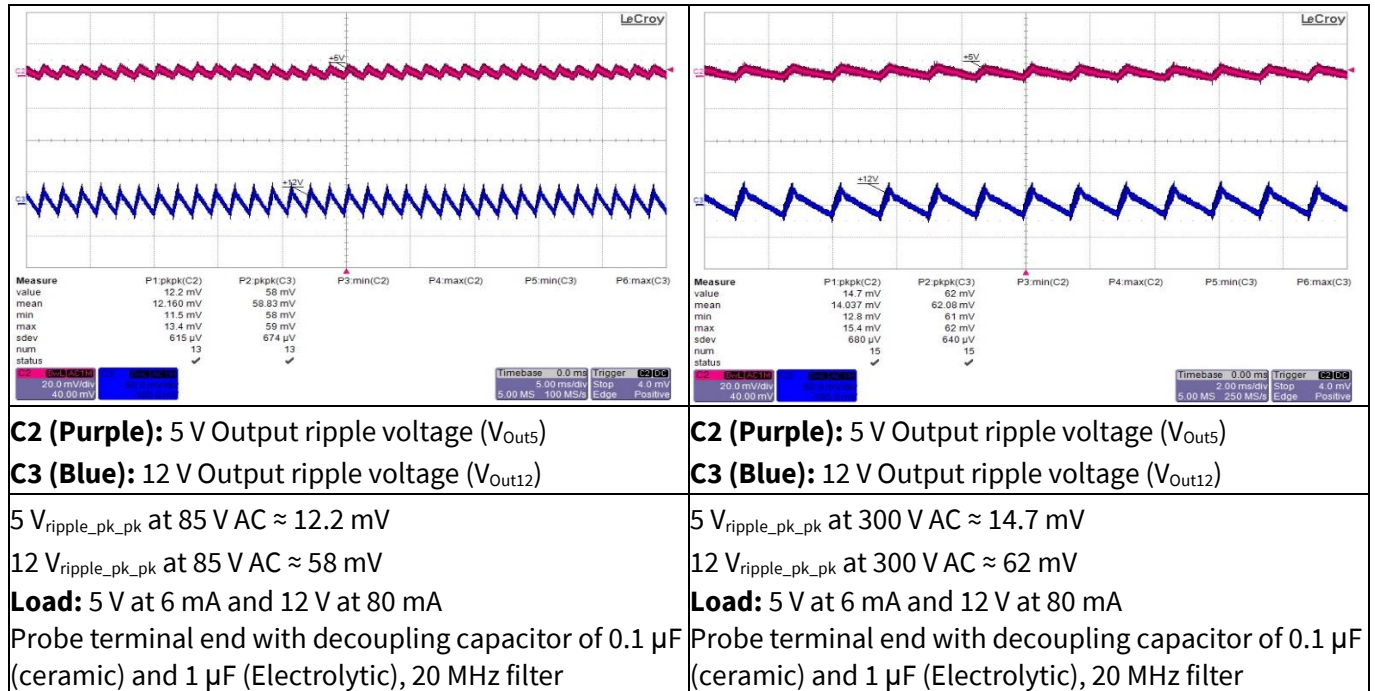 LeCroy
+5V
C2
+12V
C3
Measure P1:pkpk(C2) P2:pkpk(C3) P3:min(C2) P4:max(C2) P5:min(C3) P6:max(C3)
value 12.2 mV 58 mV
mean 12.160 mV 58.83 mV
min 11.5 mV 58 mV
max 13.4 mV 59 mV
sdev 615 µV 674 µV
num 13 13
status ✓ ✓
C2 BwL AC1M
20.0 mV/div
40.00 mV
Timebase 0.0 ms Trigger C2 DC
5.00 ms/div Stop 4.0 mV
5.00 MS 100 MS/s Edge Positive
LeCroy
+5V
C2
+12V
C3
Measure P1:pkpk(C2) P2:pkpk(C3) P3:min(C2) P4:max(C2) P5:min(C3) P6:max(C3)
value 14.7 mV 62 mV
mean 14.037 mV 62.08 mV
min 12.8 mV 61 mV
max 15.4 mV 62 mV
sdev 680 µV 640 µV
num 15 15
status ✓ ✓
C2 BwL AC1M
20.0 mV/div
40.00 mV
Timebase 0.00 ms Trigger C2 DC
2.00 ms/div Stop 4.0 mV
5.00 MS 250 MS/s Edge Positive
C2 (Purple): 5 V Output ripple voltage (VOut5)
C3 (Blue): 12 V Output ripple voltage (VOut12)
C2 (Purple): 5 V Output ripple voltage (VOut5)
C3 (Blue): 12 V Output ripple voltage (VOut12)
5 Vripple_pk_pk at 85 V AC ≈ 12.2 mV
12 Vripple_pk_pk at 85 V AC ≈ 58 mV
Load: 5 V at 6 mA and 12 V at 80 mA
Probe terminal end with decoupling capacitor of 0.1 µF
(ceramic) and 1 µF (Electrolytic), 20 MHz filter
5 Vripple_pk_pk at 300 V AC ≈ 14.7 mV
12 Vripple_pk_pk at 300 V AC ≈ 62 mV
Load: 5 V at 6 mA and 12 V at 80 mA
Probe terminal end with decoupling capacitor of 0.1 µF
(ceramic) and 1 µF (Electrolytic), 20 MHz filter